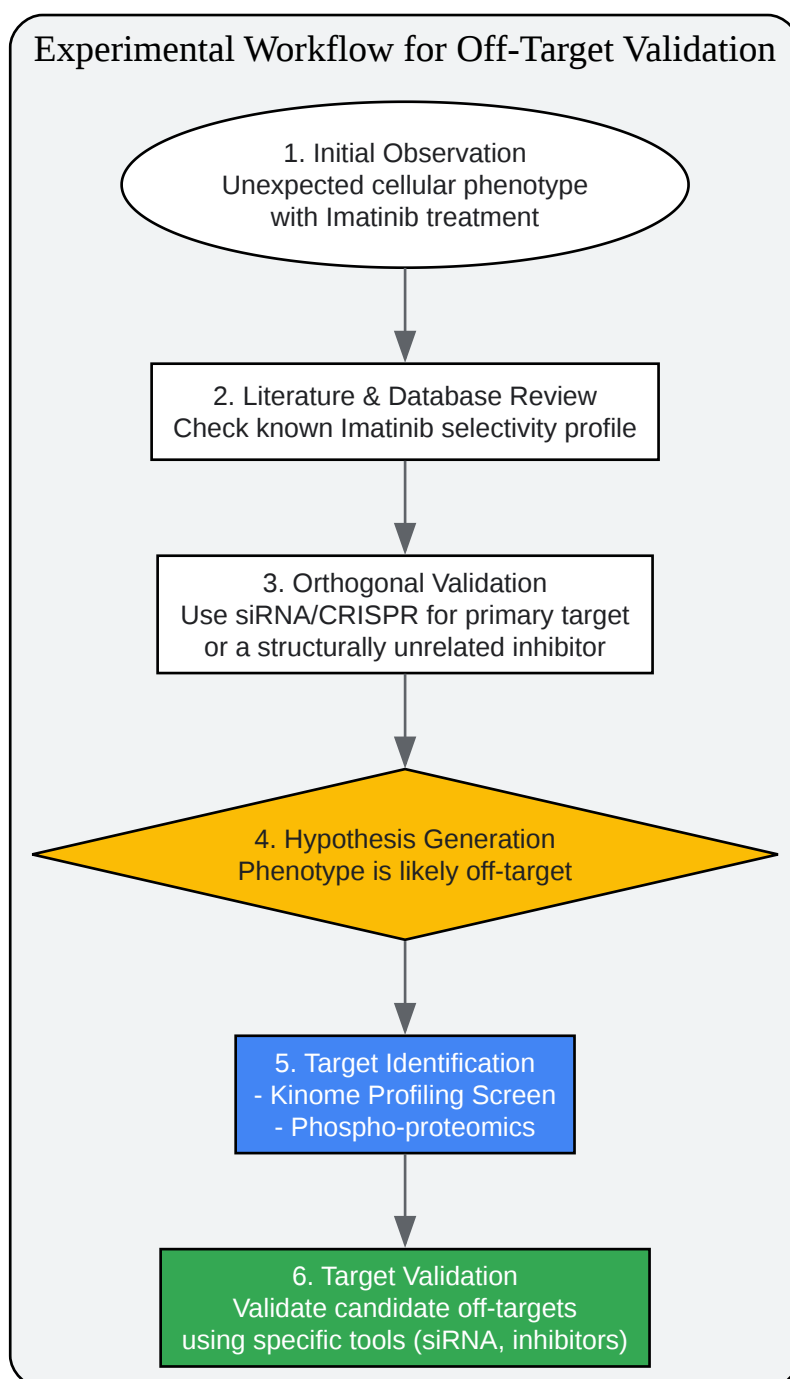 Experimental Workflow for Off-Target Validation
1. Initial Observation
Unexpected cellular phenotype
with Imatinib treatment
2. Literature & Database Review
Check known Imatinib selectivity profile
3. Orthogonal Validation
Use siRNA/CRISPR for primary target
or a structurally unrelated inhibitor
4. Hypothesis Generation
Phenotype is likely off-target
5. Target Identification
- Kinome Profiling Screen
- Phospho-proteomics
6. Target Validation
Validate candidate off-targets
using specific tools (siRNA, inhibitors)